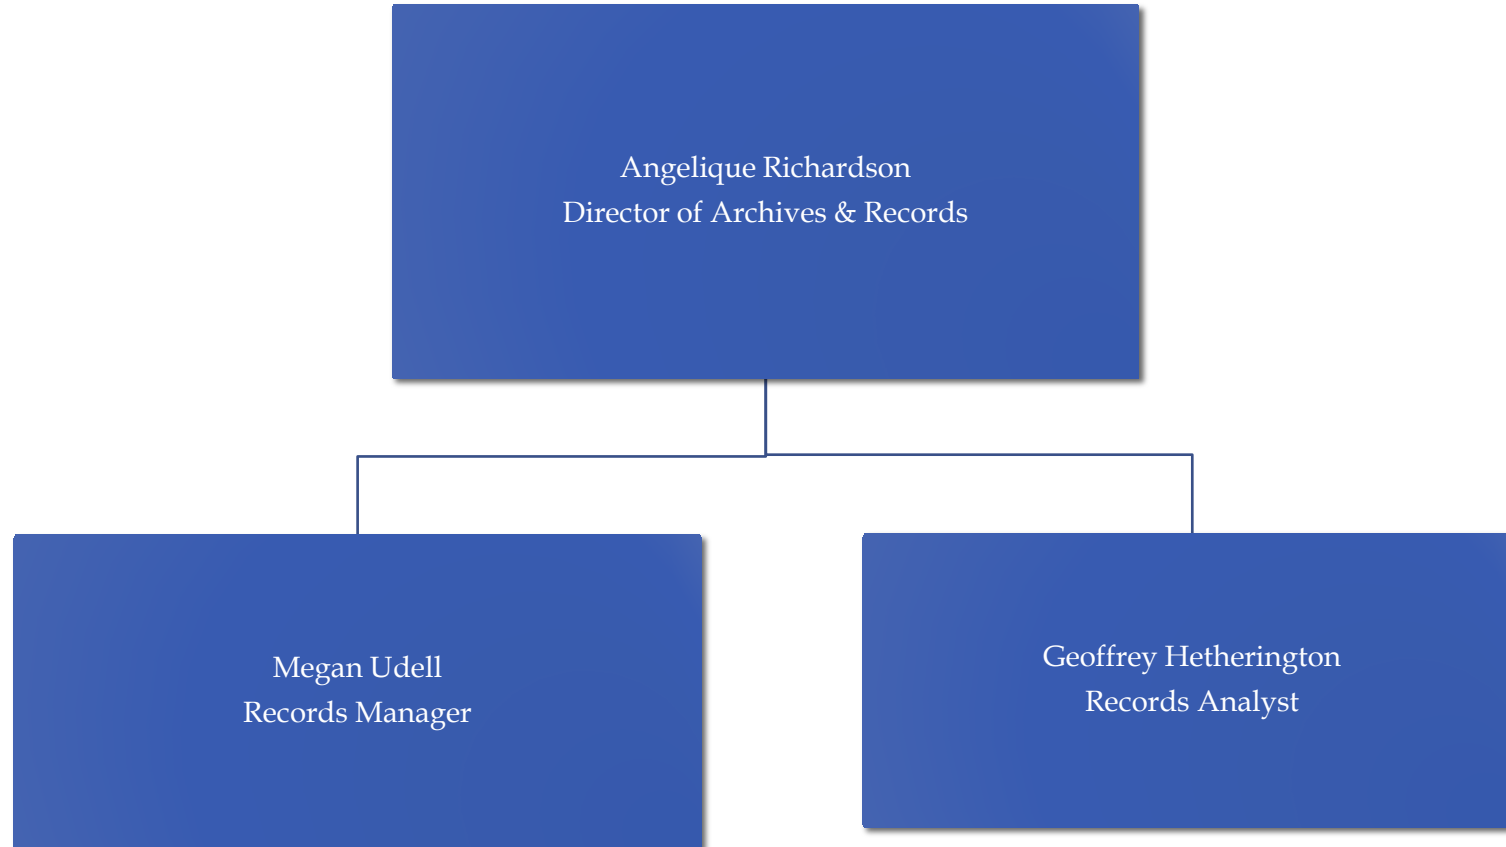 Angelique Richardson
Director of Archives & Records
Megan Udell
Records Manager
Geoffrey Hetherington
Records Analyst